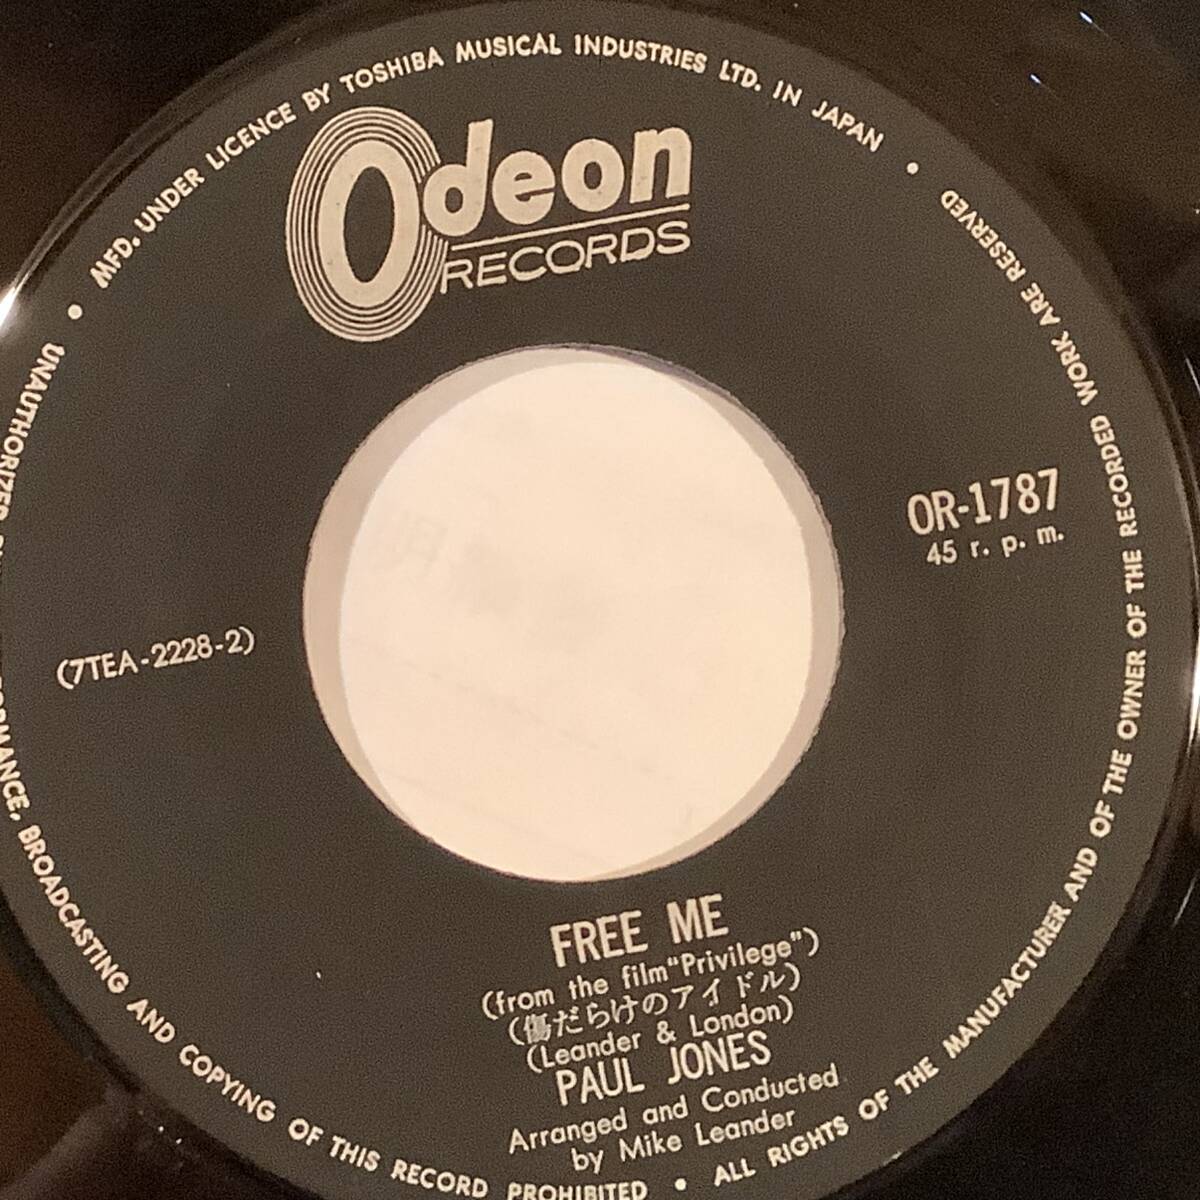 MFD. UNDER LICENCE BY TOSHIBA MUSICAL INDUSTRIES LTD. IN JAPAN •
ALL RIGHTS OF THE MANUFACTURER AND OF THE OWNER OF THE RECORDED WORK ARE RESERVED
• UNAUTHORIZED
BROADCASTING AND COPYING OF THIS RECORD PROHIBITED •
Odeon
RECORDS
OR-1787
45 r. p. m.
(7TEA-2228-2)
FREE ME
(from the film "Privilege")
(傷だらけのアイドル)
(Leander & London)
PAUL JONES
Arranged and Conducted
by Mike Leander